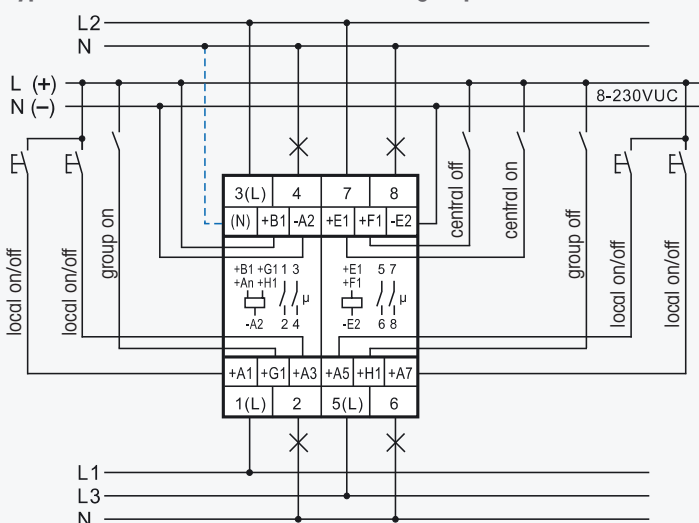 L2
N
L (+)
N (–)
8-230VUC
local on/off
local on/off
group on
central off
central on
group off
local on/off
local on/off
3(L) 4 7 8
(N) +B1 -A2 +E1 +F1 -E2
+B1 +G1 1 3
+An +H1
µ
-A2 2 4
+E1 5 7
+F1
µ
-E2 6 8
+A1 +G1 +A3 +A5 +H1 +A7
1(L) 2 5(L) 6
L1
L3
N